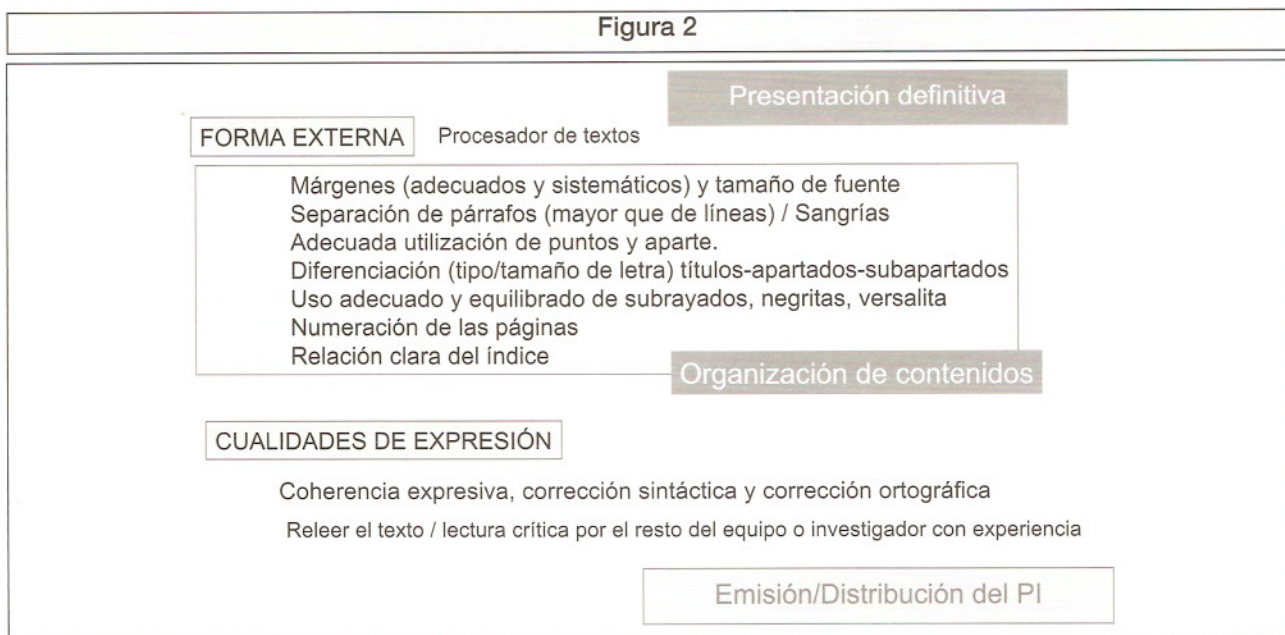 Figura 2
Presentación definitiva
FORMA EXTERNA Procesador de textos
Márgenes (adecuados y sistemáticos) y tamaño de fuente
Separación de párrafos (mayor que de líneas) / Sangrías
Adecuada utilización de puntos y aparte.
Diferenciación (tipo/tamaño de letra) títulos-apartados-subapartados
Uso adecuado y equilibrado de subrayados, negritas, versalita
Numeración de las páginas
Relación clara del índice
Organización de contenidos
CUALIDADES DE EXPRESIÓN
Coherencia expresiva, corrección sintáctica y corrección ortográfica
Releer el texto / lectura crítica por el resto del equipo o investigador con experiencia
Emisión/Distribución del PI